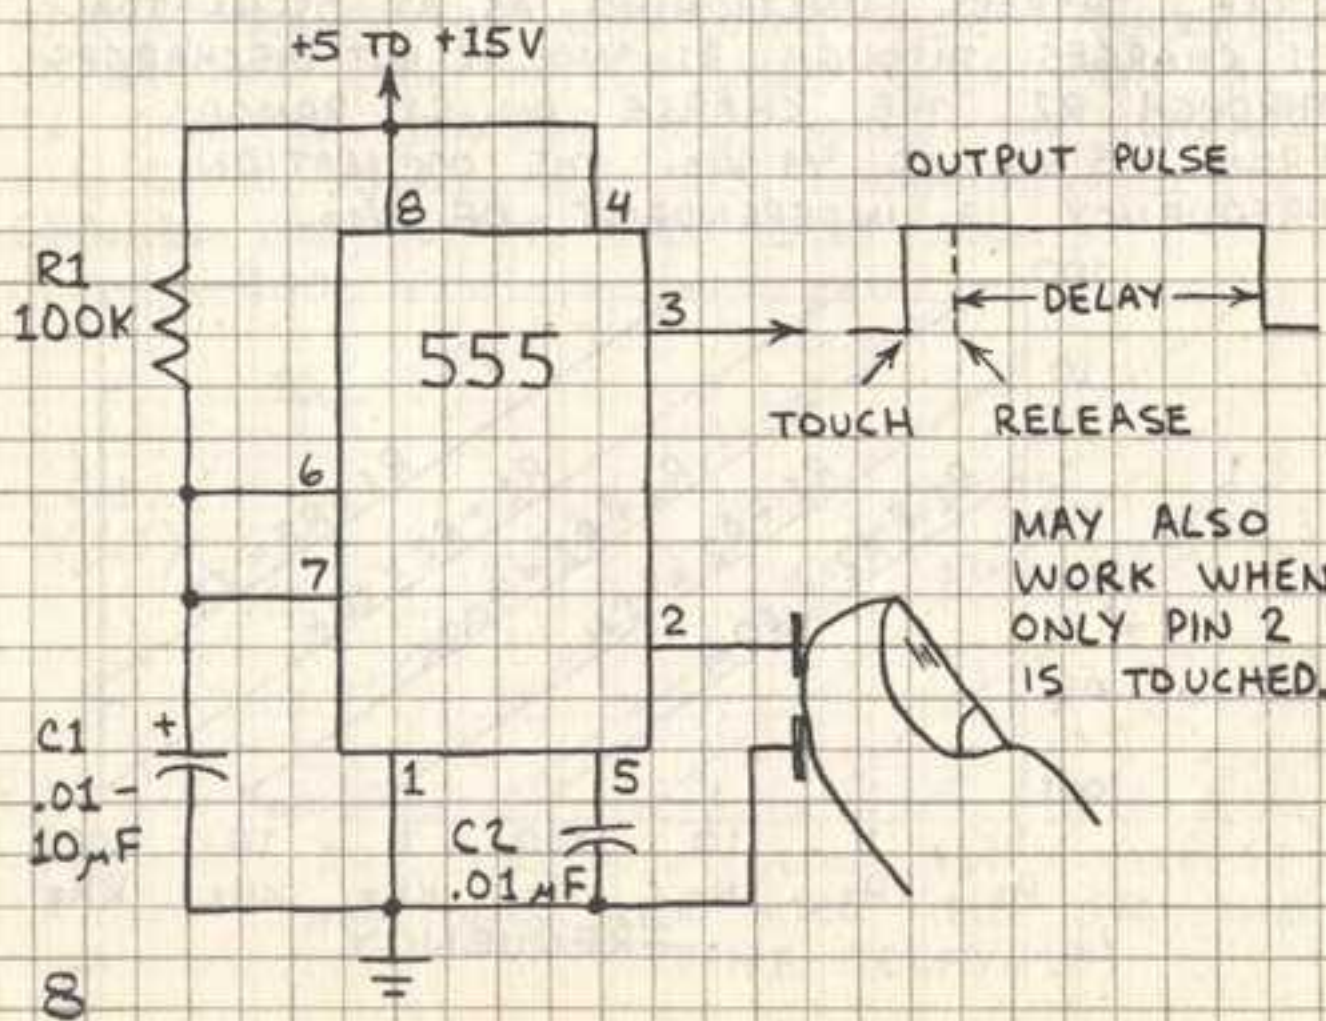 +5 TO +15V
OUTPUT PULSE
8
4
R1
100K
3
DELAY
555
TOUCH
RELEASE
6
MAY ALSO
WORK WHEN
ONLY PIN 2
IS TOUCHED.
7
2
C1
+
.01-
10µF
1
5
C2
.01µF
8